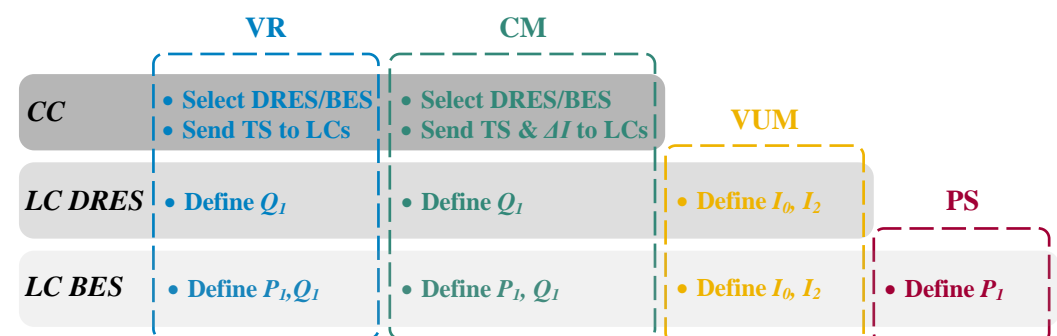 VR
CM
CC
• Select DRES/BES
• Send TS to LCs
• Select DRES/BES
• Send TS & ΔI to LCs
VUM
LC DRES
• Define Q₁
• Define Q₁
• Define I₀, I₂
PS
LC BES
• Define P₁,Q₁
• Define P₁, Q₁
• Define I₀, I₂
• Define P₁